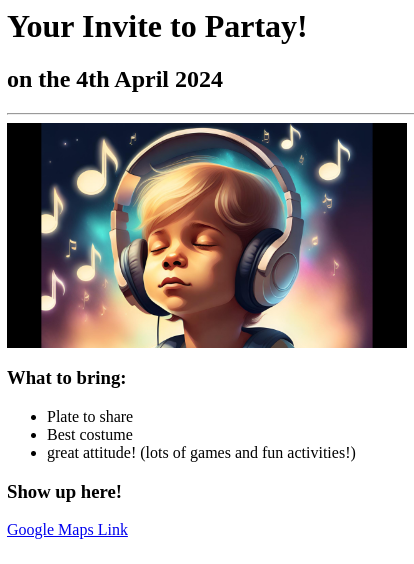 Your Invite to Partay!
on the 4th April 2024
What to bring:
Plate to share
Best costume
great attitude! (lots of games and fun activities!)
Show up here!
Google Maps Link